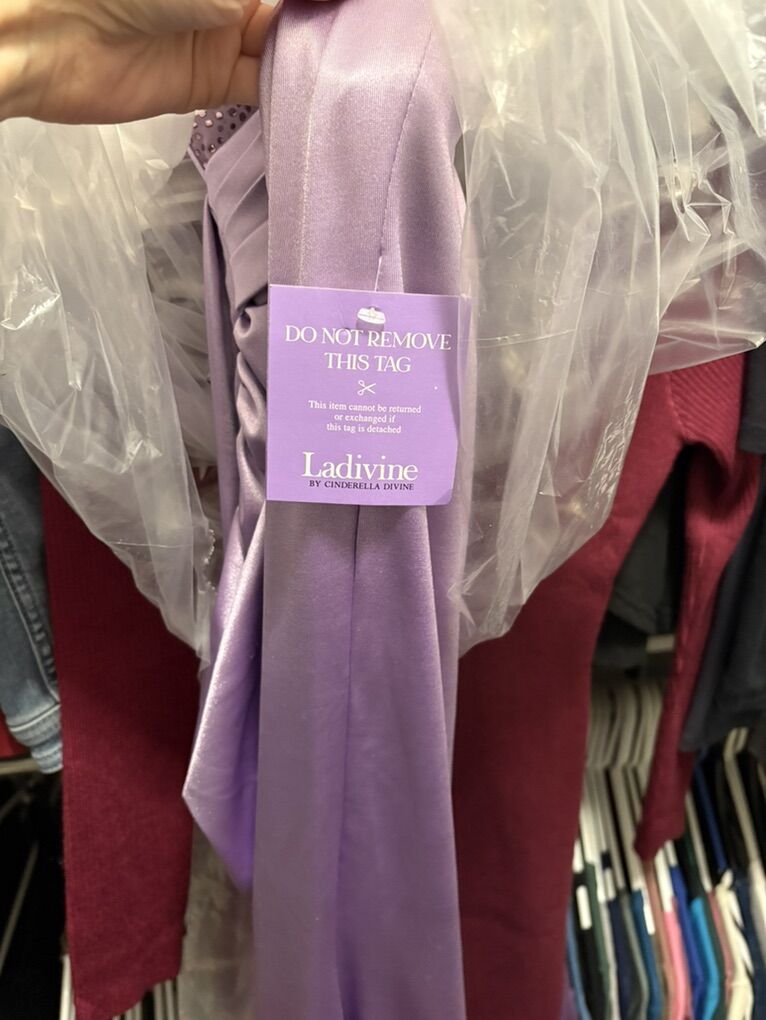 DO NOT REMOVE
THIS TAG
This item cannot be returned
or exchanged if
this tag is detached
Ladivine
BY CINDERELLA DIVINE